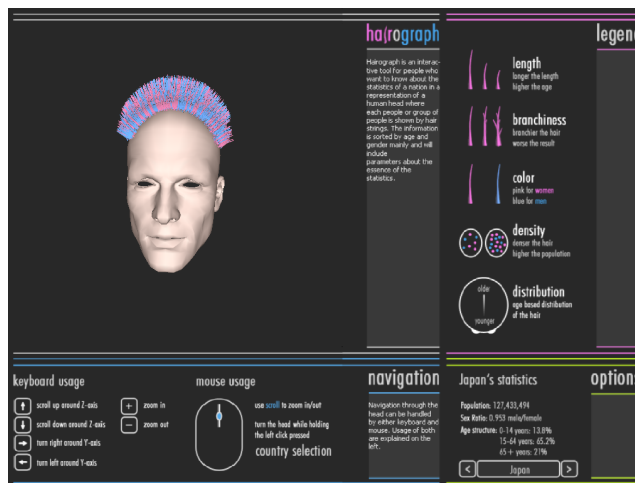 hairograph
Hairograph is an interac-
tive tool for people who
want to know about the
statistics of a nation in a
representation of a
human head where
each people or group of
people is shown by hair
strings. The information
is sorted by age and
gender mainly and will
include
parameters about the
essence of the
statistics.
legend
length
longer the length
higher the age
branchiness
branchier the hair
worse the result
color
pink for women
blue for men
density
denser the hair
higher the population
older
younger
distribution
age based distribution
of the hair
keyboard usage
scroll up around Z-axis
scroll down around Z-axis
turn right around Y-axis
turn left around Y-axis
+ zoom in
− zoom out
mouse usage
use scroll to zoom in/out
turn the head while holding
the left click pressed
country selection
navigation
Navigation through the
head can be handled
by either keyboard and
mouse. Usage of both
are explained on the
left.
Japan's statistics
Population: 127,433,494
Sex Ratio: 0.953 male/female
Age structure: 0-14 years: 13.8%
15-64 years: 65.2%
65+ years: 21%
< Japan >
option